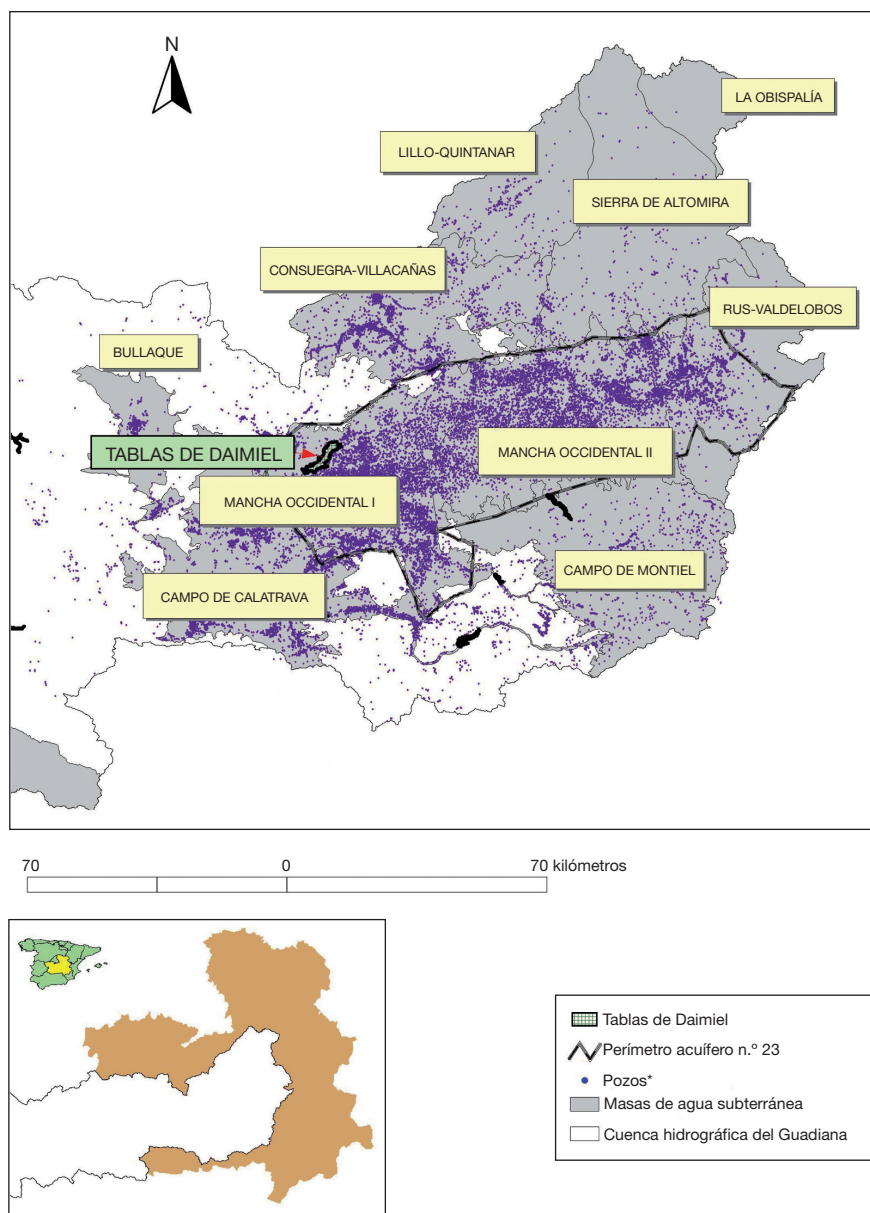 N
LA OBISPALÍA
LILLO-QUINTANAR
SIERRA DE ALTOMIRA
CONSUEGRA-VILLACAÑAS
RUS-VALDELOBOS
BULLAQUE
TABLAS DE DAIMIEL
MANCHA OCCIDENTAL II
MANCHA OCCIDENTAL I
CAMPO DE MONTIEL
CAMPO DE CALATRAVA
70 0 70 kilómetros
Tablas de Daimiel
Perímetro acuífero n.º 23
Pozos*
Masas de agua subterránea
Cuenca hidrográfica del Guadiana